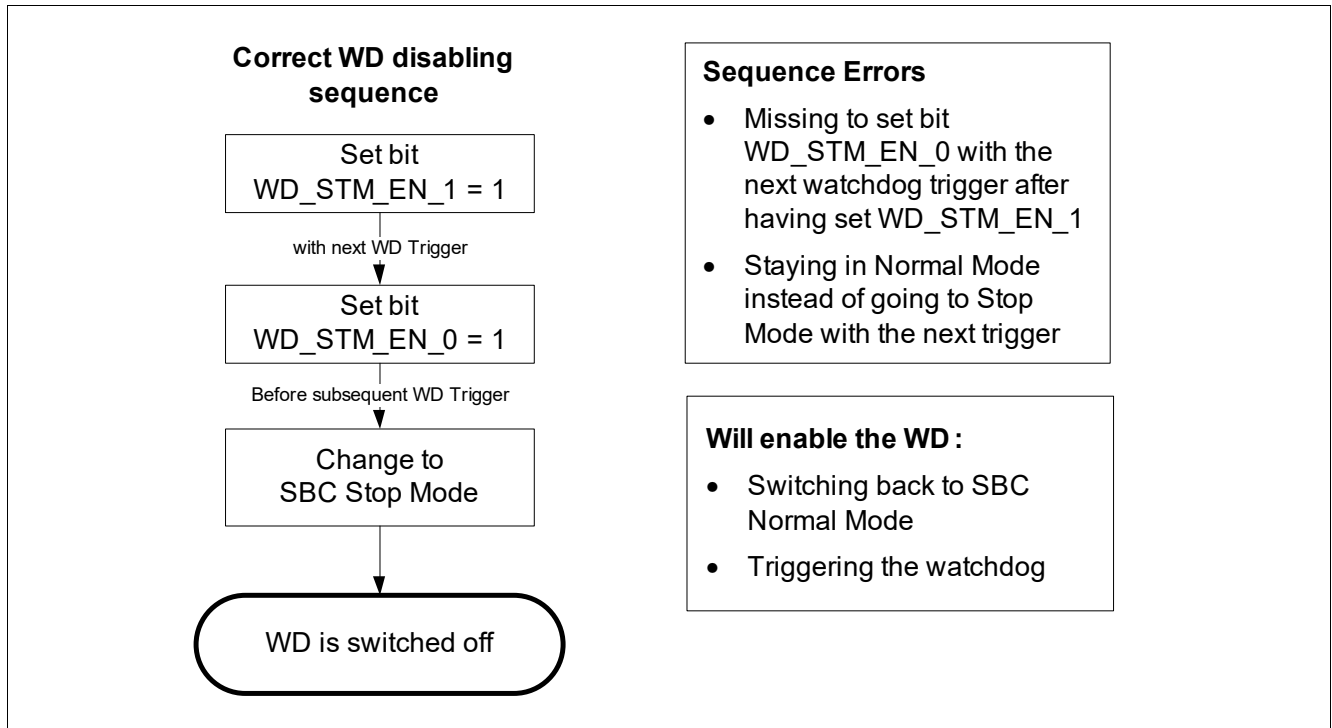 Correct WD disabling
sequence
Set bit
WD_STM_EN_1 = 1
with next WD Trigger
Set bit
WD_STM_EN_0 = 1
Before subsequent WD Trigger
Change to
SBC Stop Mode
WD is switched off
Sequence Errors
• Missing to set bit
WD_STM_EN_0 with the
next watchdog trigger after
having set WD_STM_EN_1
• Staying in Normal Mode
instead of going to Stop
Mode with the next trigger
Will enable the WD :
• Switching back to SBC
Normal Mode
• Triggering the watchdog